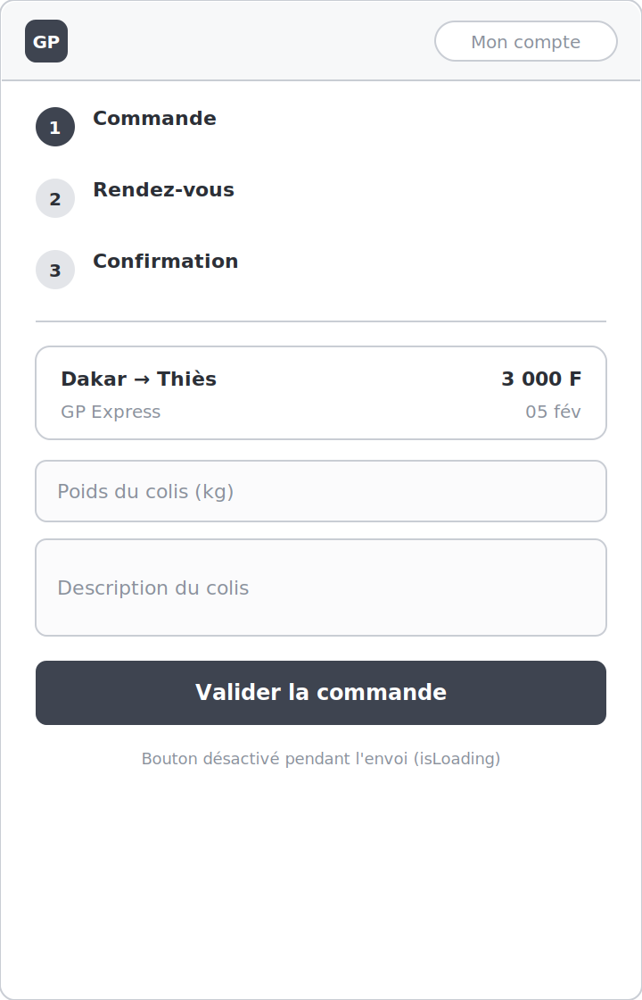 GP
Mon compte
1 Commande
2 Rendez-vous
3 Confirmation
Dakar → Thiès 3 000 F
GP Express 05 fév
Poids du colis (kg)
Description du colis
Valider la commande
Bouton désactivé pendant l'envoi (isLoading)